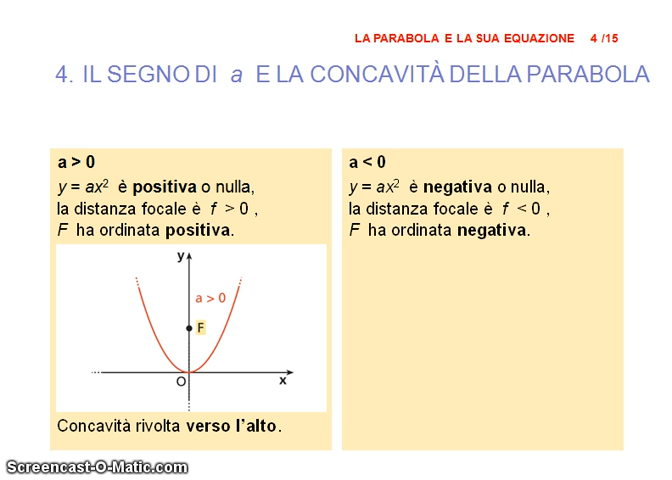 LA PARABOLA E LA SUA EQUAZIONE 4 /15
4. IL SEGNO DI a E LA CONCAVITÀ DELLA PARABOLA
a > 0
y = ax² è positiva o nulla,
la distanza focale è f > 0 ,
F ha ordinata positiva.
y
a > 0
F
O
x
Concavità rivolta verso l'alto.
a < 0
y = ax² è negativa o nulla,
la distanza focale è f < 0 ,
F ha ordinata negativa.
Screencast-O-Matic.com